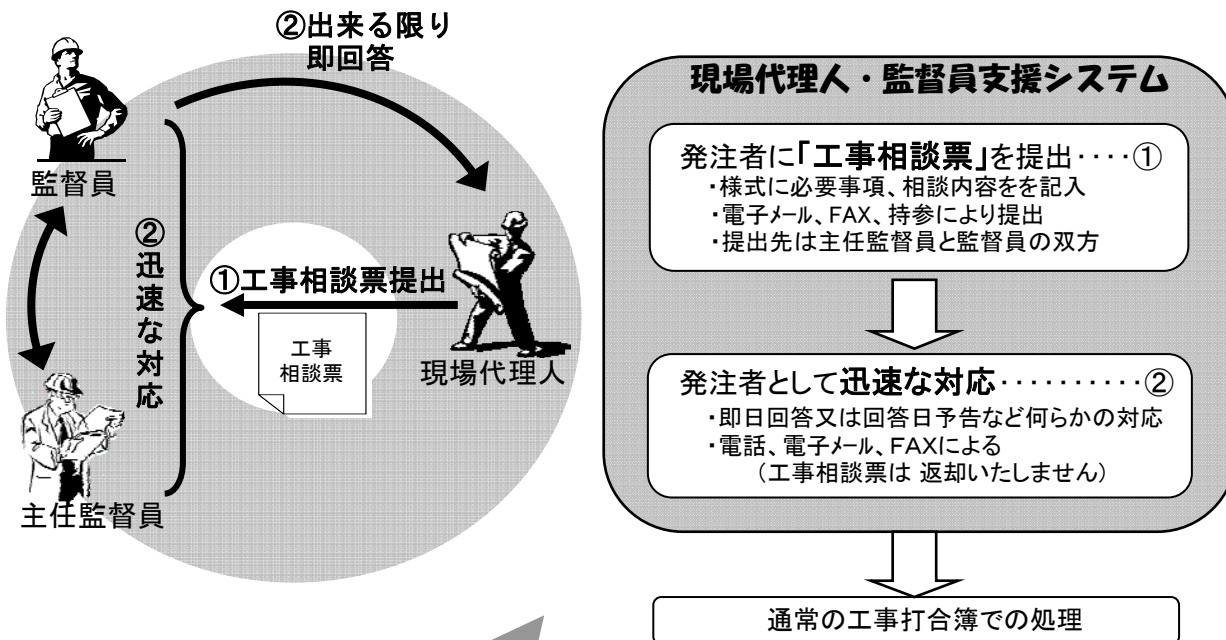 ②出来る限り
即回答
監督員
②迅速な対応
①工事相談票提出
工事
相談票
現場代理人
主任監督員
現場代理人・監督員支援システム
発注者に「工事相談票」を提出‥‥①
・様式に必要事項、相談内容をを記入
・電子メール、FAX、持参により提出
・提出先は主任監督員と監督員の双方
発注者として迅速な対応‥‥‥‥‥②
・即日回答又は回答日予告など何らかの対応
・電話、電子メール、FAXによる
（工事相談票は 返却いたしません）
通常の工事打合簿での処理